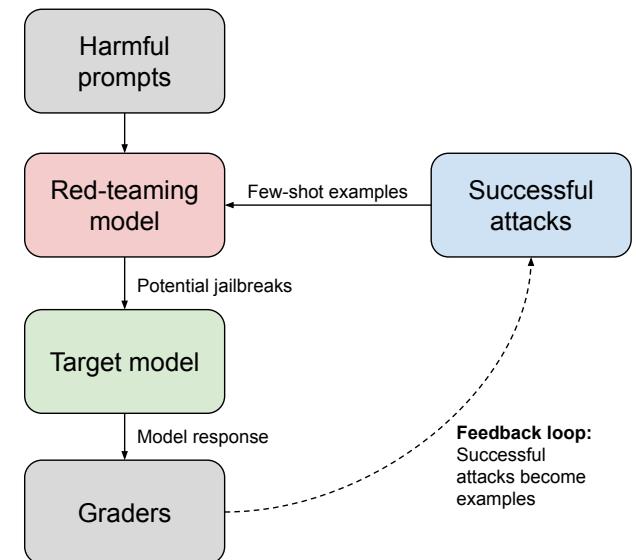 Harmful
prompts
Red-teaming
model
Few-shot examples
Successful
attacks
Potential jailbreaks
Target model
Model response
Feedback loop:
Successful
attacks become
examples
Graders